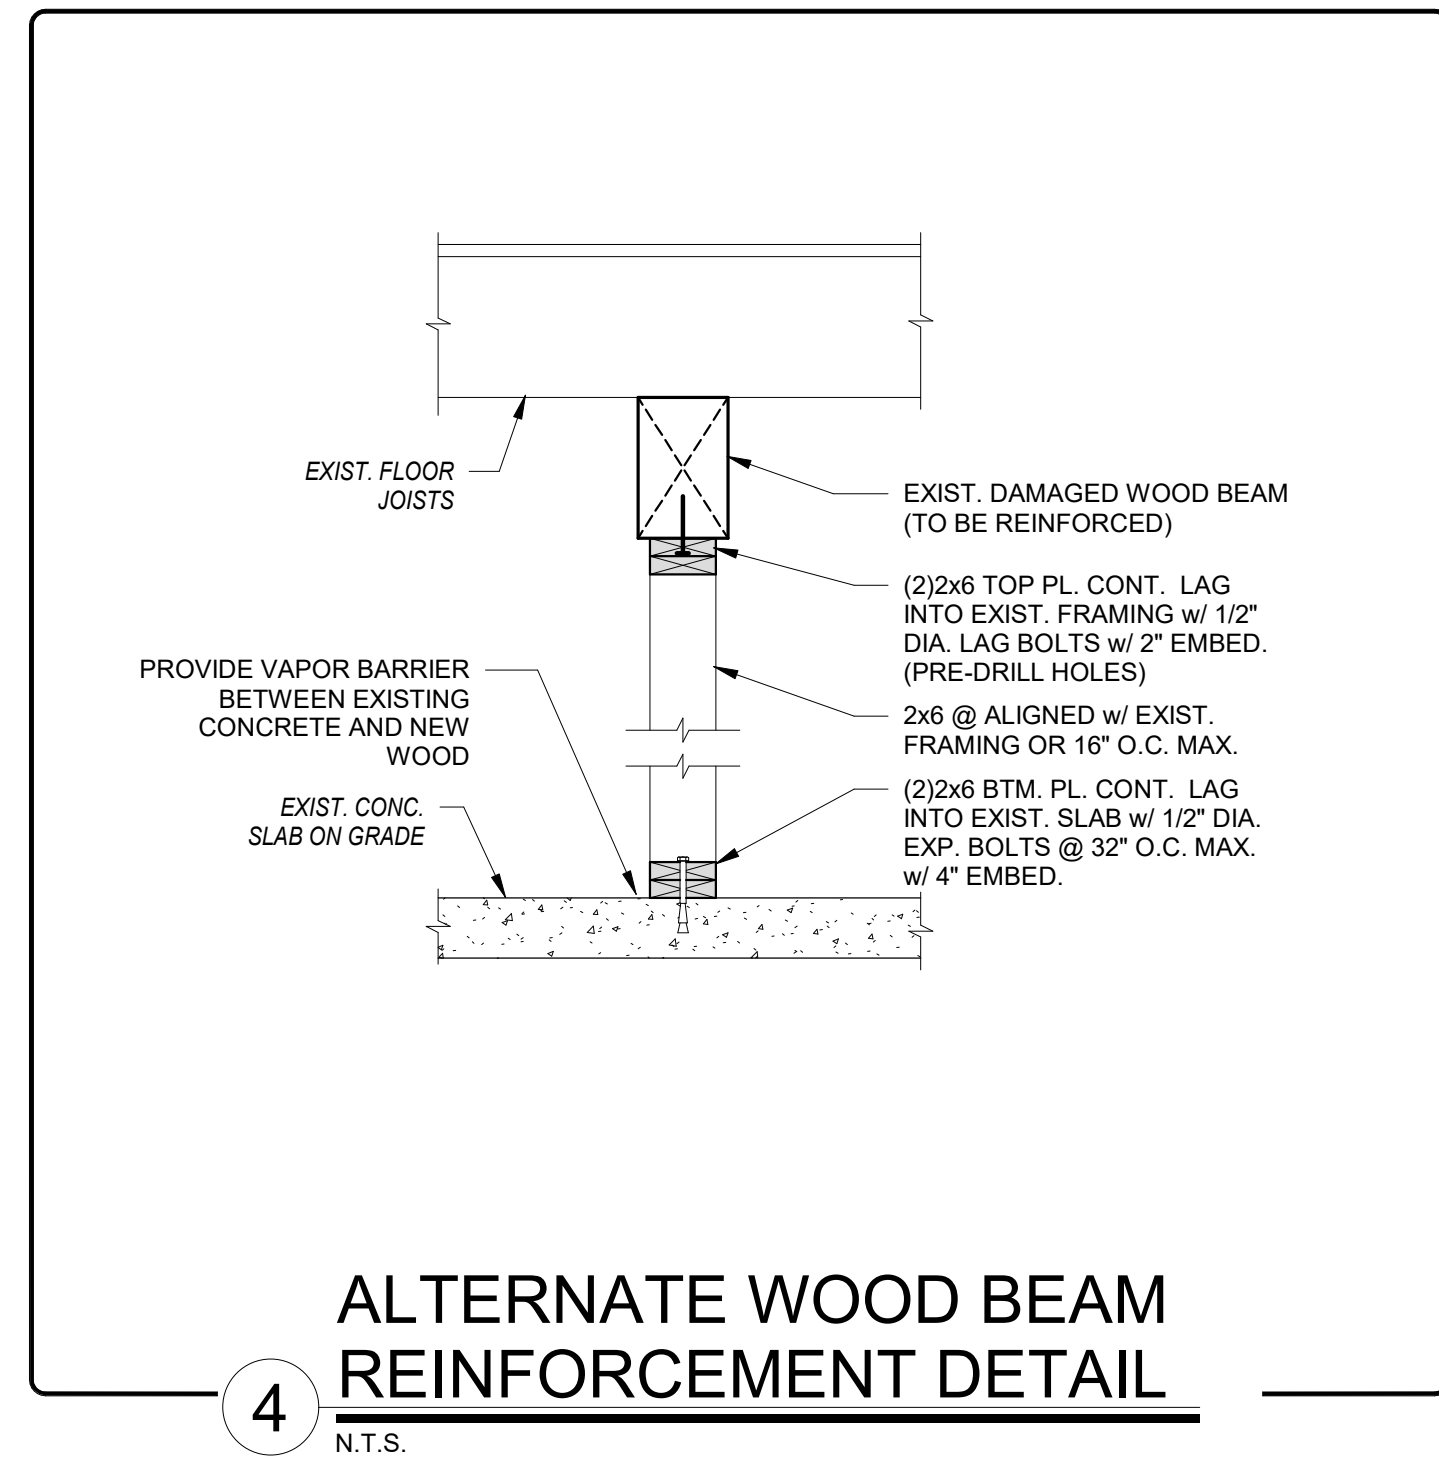 EXIST. FLOOR
JOISTS
EXIST. DAMAGED WOOD BEAM
(TO BE REINFORCED)
(2)2x6 TOP PL. CONT. LAG
INTO EXIST. FRAMING w/ 1/2"
DIA. LAG BOLTS w/ 2" EMBED.
(PRE-DRILL HOLES)
PROVIDE VAPOR BARRIER
BETWEEN EXISTING
CONCRETE AND NEW
WOOD
2x6 @ ALIGNED w/ EXIST.
FRAMING OR 16" O.C. MAX.
EXIST. CONC.
SLAB ON GRADE
(2)2x6 BTM. PL. CONT. LAG
INTO EXIST. SLAB w/ 1/2" DIA.
EXP. BOLTS @ 32" O.C. MAX.
w/ 4" EMBED.
ALTERNATE WOOD BEAM
REINFORCEMENT DETAIL
4
N.T.S.